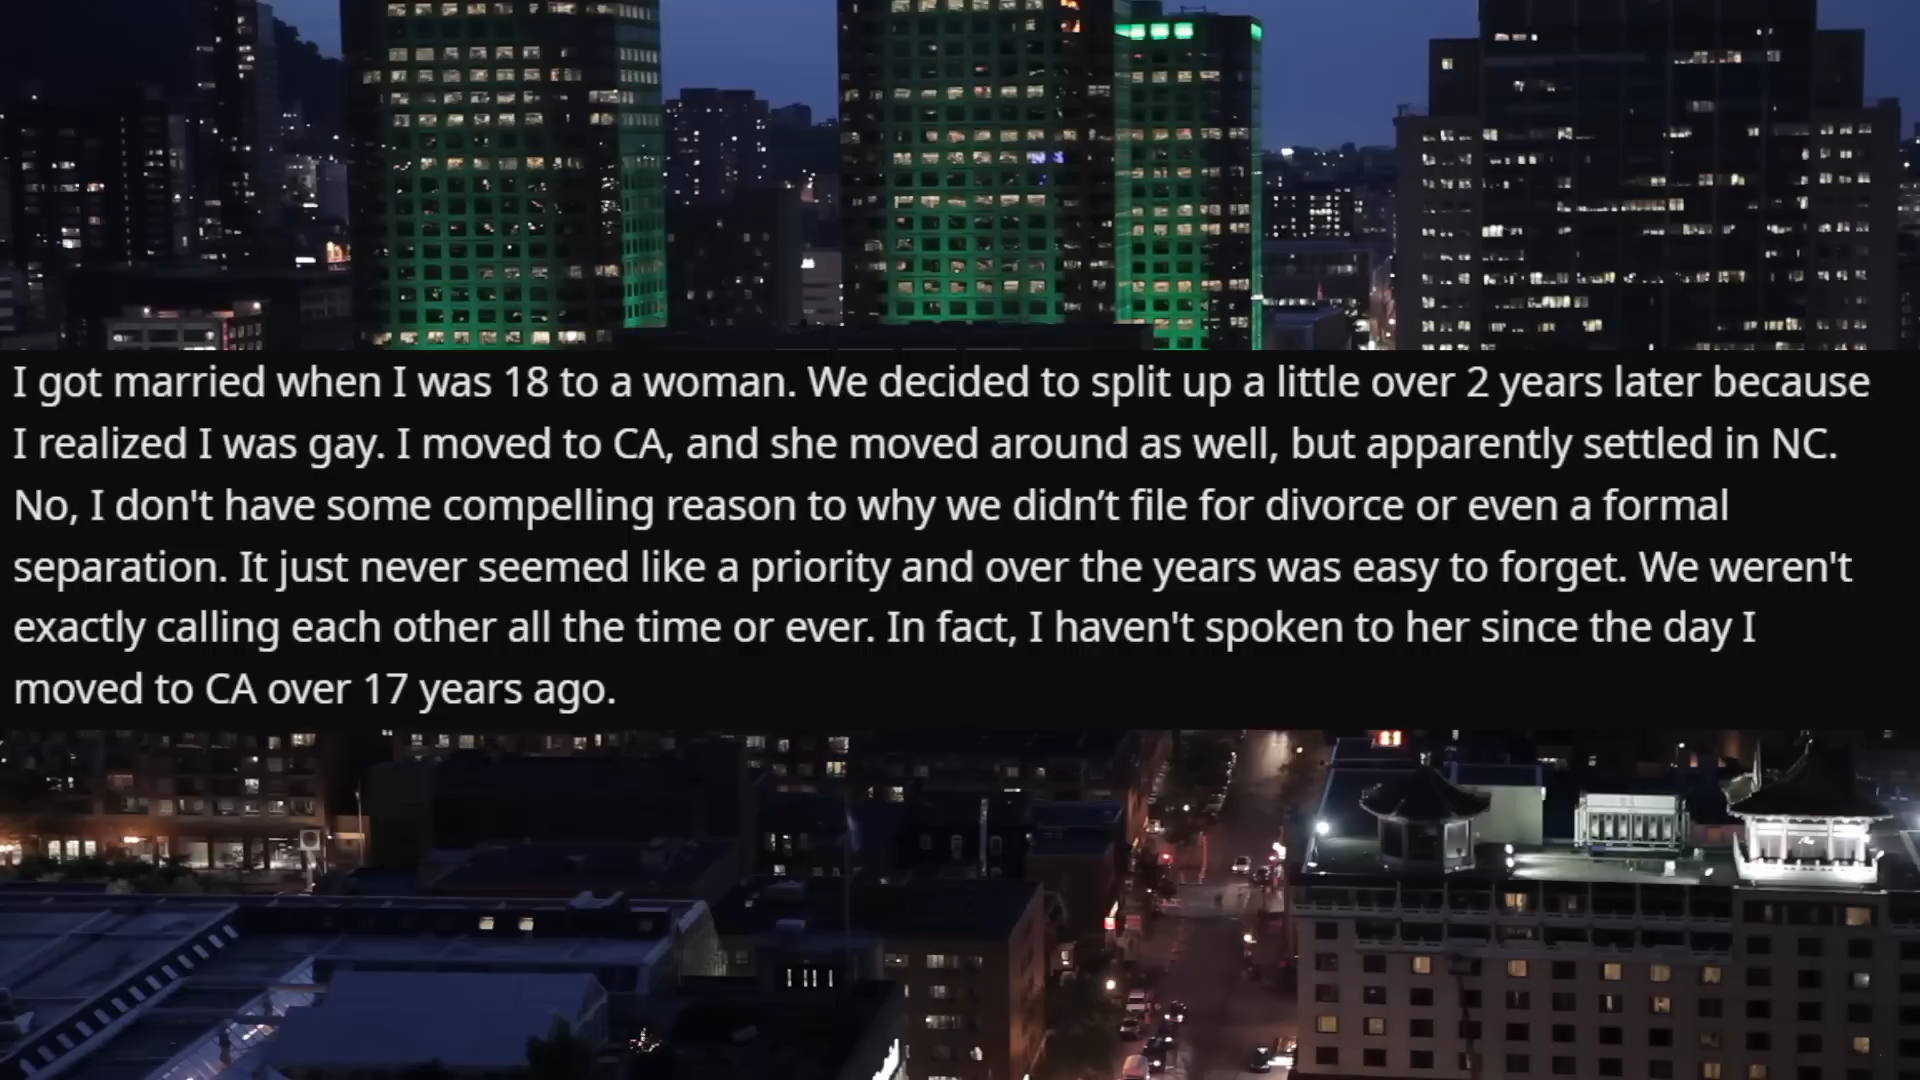 I got married when I was 18 to a woman. We decided to split up a little over 2 years later because
I realized I was gay. I moved to CA, and she moved around as well, but apparently settled in NC.
No, I don't have some compelling reason to why we didn’t file for divorce or even a formal
separation. It just never seemed like a priority and over the years was easy to forget. We weren't
exactly calling each other all the time or ever. In fact, I haven't spoken to her since the day I
moved to CA over 17 years ago.